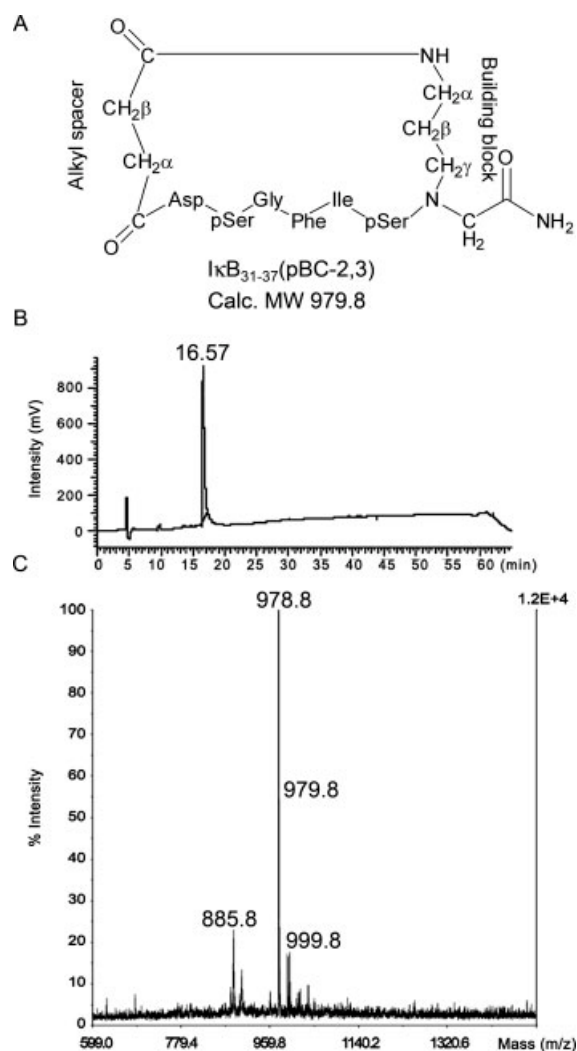 A
O
C
NH
Alkyl spacer
CH2β
CH2α
C
O
CH2α
CH2β
CH2γ
Building block
Asp
pSer
Gly
Phe
Ile
pSer
N
CH2
O
NH2
IκB31-37(pBC-2,3)
Calc. MW 979.8
B
16.57
Intensity (mV)
800
600
400
200
0
0 5 10 15 20 25 30 35 40 45 50 55 60 (min)
C
978.8
1.2E+4
% Intensity
100
90
80
70
60
50
40
30
20
10
0
979.8
885.8
999.8
599.0 779.4 959.8 1140.2 1320.6 Mass (m/z)